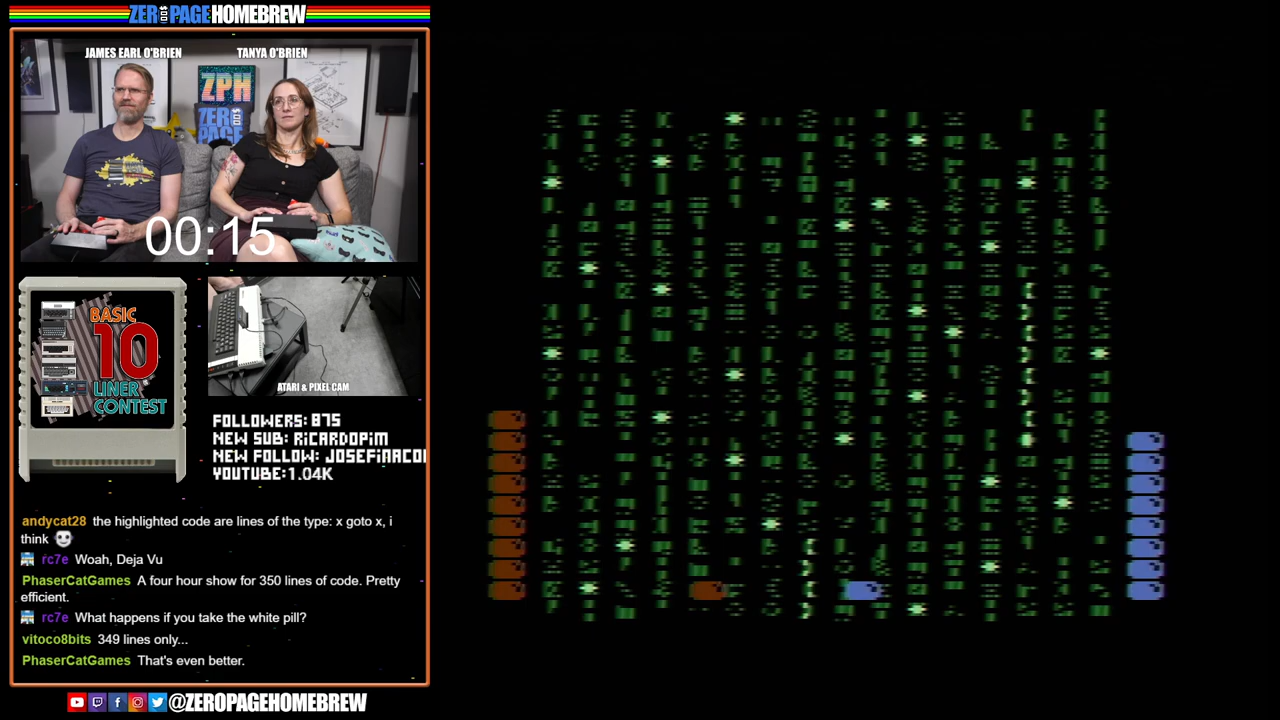 ZERO PAGE HOMEBREW
JAMES EARL O'BRIEN
TANYA O'BRIEN
ZPH
ZERO
PAGE
00:15
BASIC
10
LINER
CONTEST
ATARI & PIXEL CAM
FOLLOWERS: 875
NEW SUB: RICARDOPIM
NEW FOLLOW: JOSEFINACO
YOUTUBE:1.04K
andycat28 the highlighted code are lines of the type: x goto x, i
think
rc7e Woah, Deja Vu
PhaserCatGames A four hour show for 350 lines of code. Pretty
efficient.
rc7e What happens if you take the white pill?
vitoco8bits 349 lines only...
PhaserCatGames That's even better.
@ZEROPAGEHOMEBREW